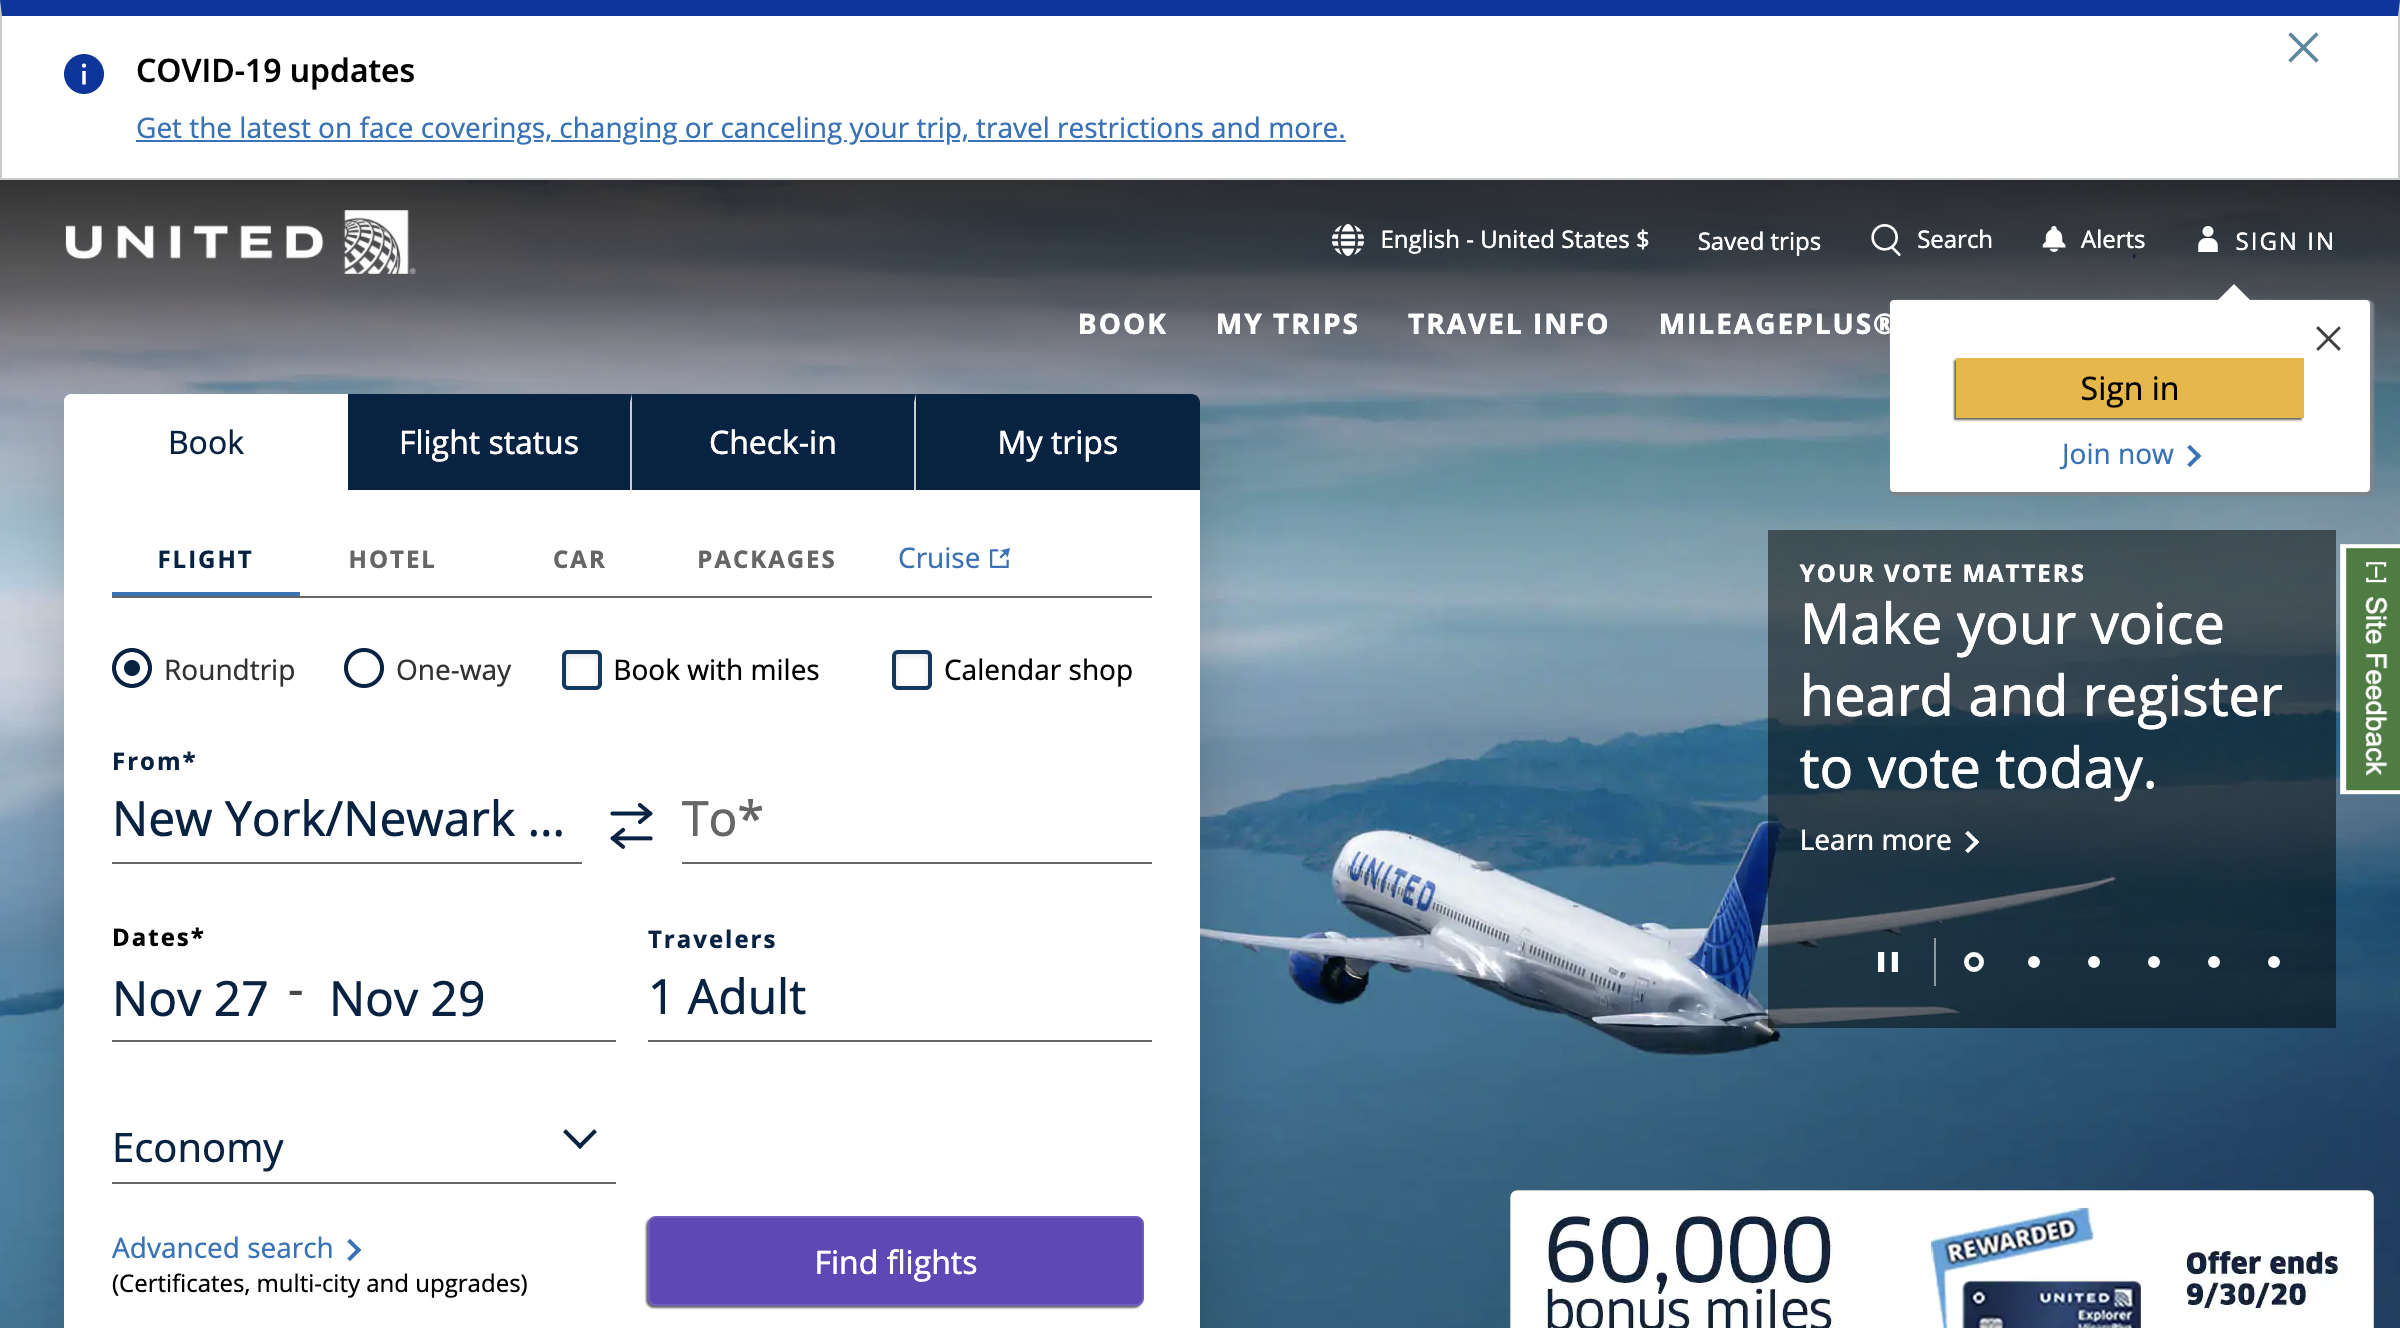 COVID-19 updates
Get the latest on face coverings, changing or canceling your trip, travel restrictions and more.
UNITED
English - United States $
Saved trips
Search
Alerts
SIGN IN
BOOK
MY TRIPS
TRAVEL INFO
MILEAGEPLUS®
Sign in
Join now
Book
Flight status
Check-in
My trips
FLIGHT
HOTEL
CAR
PACKAGES
Cruise
Roundtrip
One-way
Book with miles
Calendar shop
From*
New York/Newark ...
To*
Dates*
Nov 27 - Nov 29
Travelers
1 Adult
Economy
Advanced search
(Certificates, multi-city and upgrades)
Find flights
YOUR VOTE MATTERS
Make your voice
heard and register
to vote today.
Learn more
[-] Site Feedback
UNITED
60,000
bonus miles
REWARDED
UNITED
Explorer
Offer ends
9/30/20